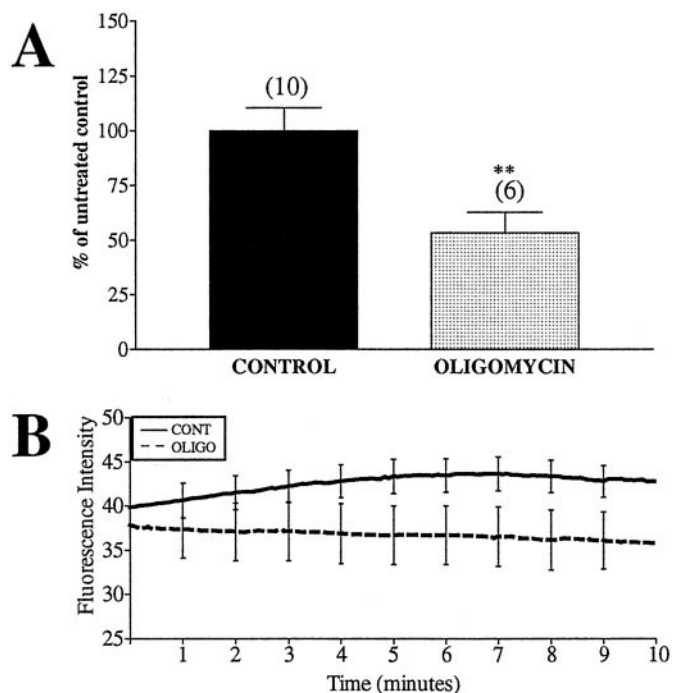 A
% of untreated control
150
125
100
75
50
25
0
(10)
**
(6)
CONTROL
OLIGOMYCIN
B
Fluorescence Intensity
50
45
40
35
30
25
CONT
OLIGO
1 2 3 4 5 6 7 8 9 10
Time (minutes)